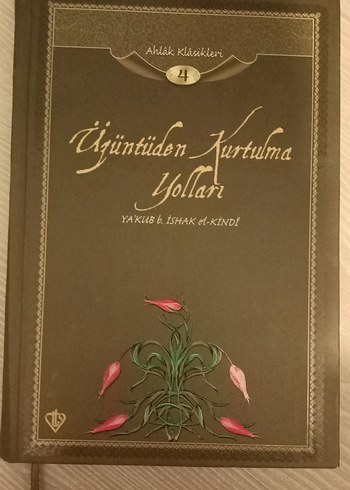 Ahlâk Klâsikleri
4
Üzüntüden Kurtulma
Yolları
YA'KUB b. İSHAK el-KİNDÎ